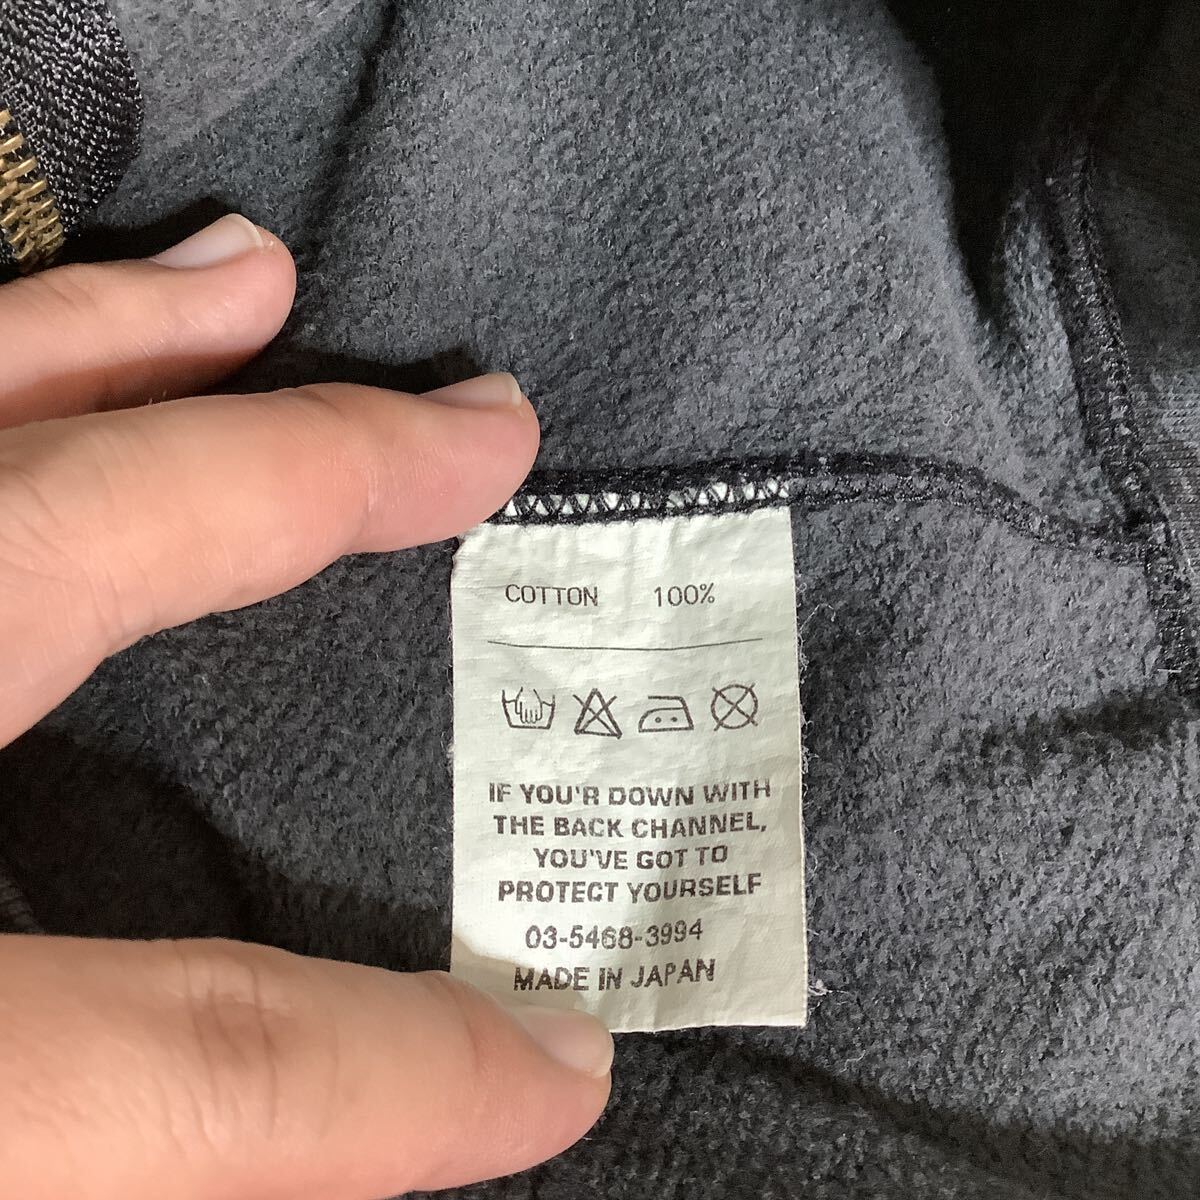 COTTON 100%
IF YOU'R DOWN WITH
THE BACK CHANNEL,
YOU'VE GOT TO
PROTECT YOURSELF
03-5468-3994
MADE IN JAPAN